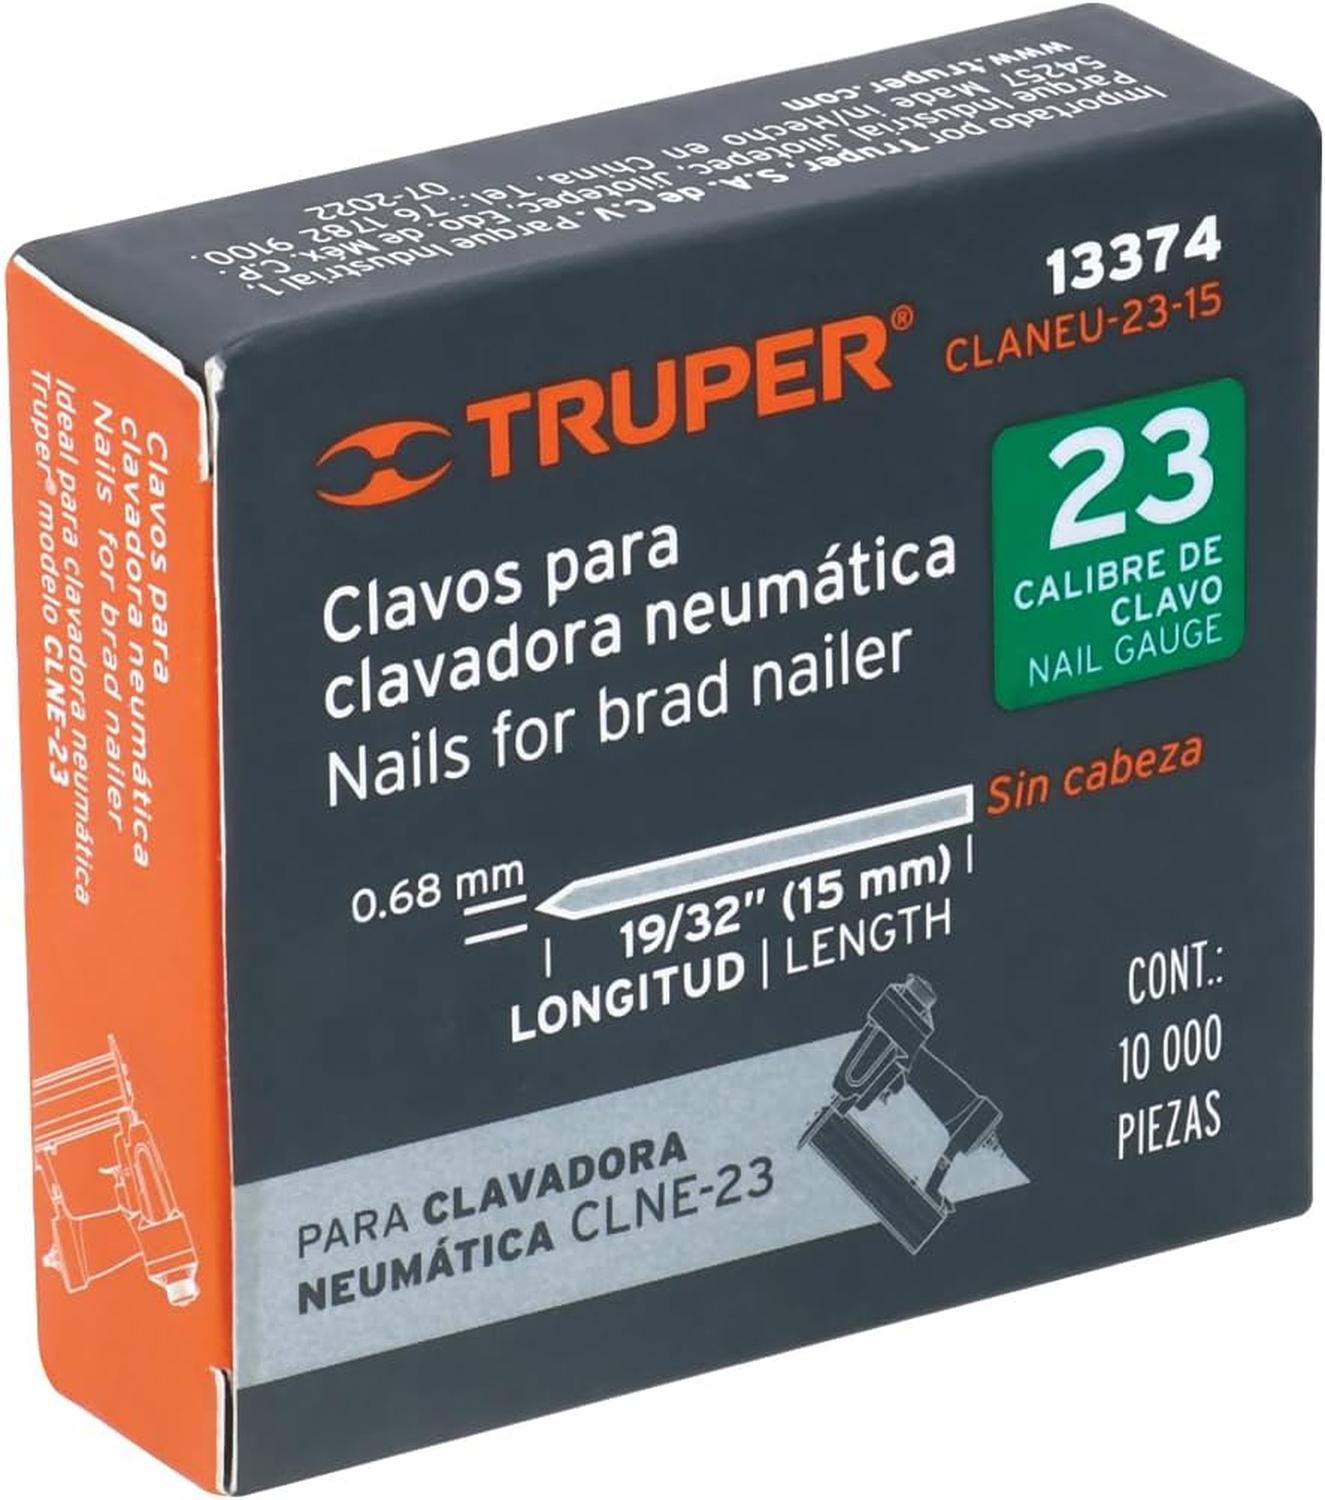 Importado por Truper, S.A. de C.V. Parque Industrial 1,
Parque Industrial Jilotepec, Jilotepec, Edo. de Méx. C.P.
54257 Made in/Hecho en China, Tel.: 76 1782 9100.
www.truper.com 07-2022
13374
CLANEU-23-15
TRUPER®
23
CALIBRE DE
CLAVO
NAIL GAUGE
Clavos para
clavadora neumática
Nails for brad nailer
Sin cabeza
0.68 mm
19/32" (15 mm)
LONGITUD | LENGTH
CONT.:
10 000
PIEZAS
PARA CLAVADORA
NEUMÁTICA CLNE-23
Clavos para
clavadora neumática
Nails for brad nailer
Ideal para clavadora neumática
Truper® modelo CLNE-23